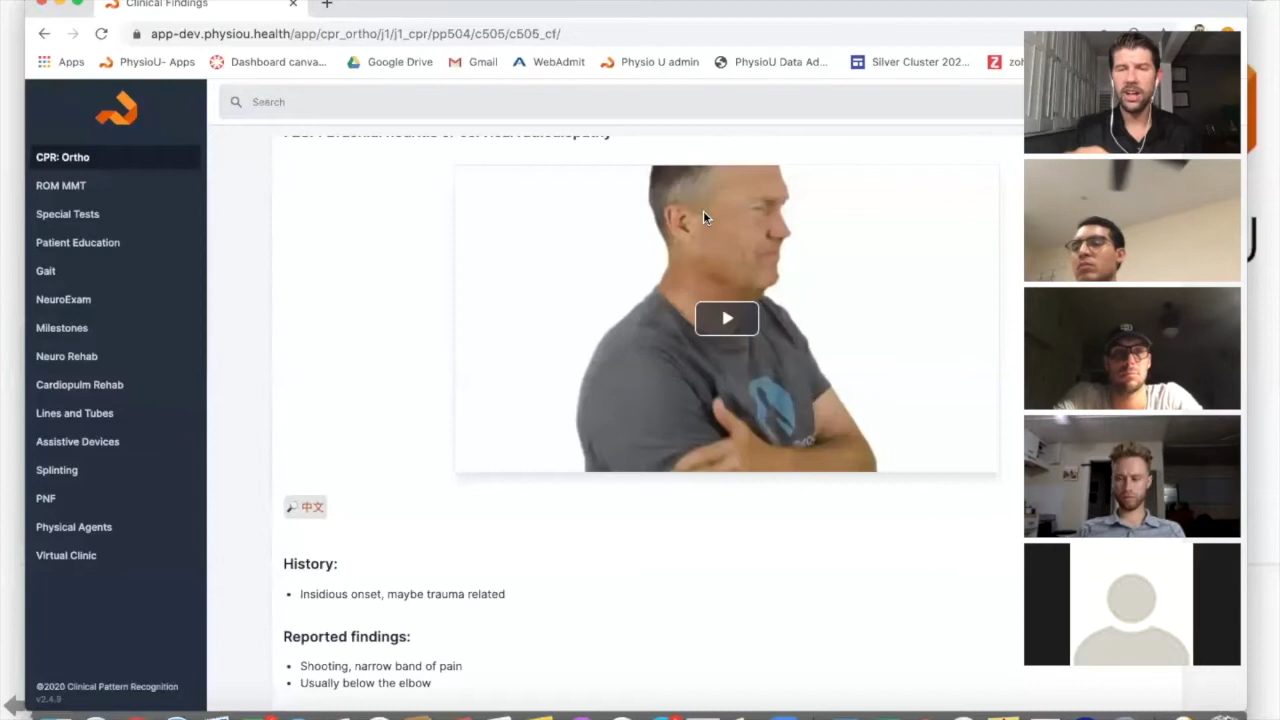 Clinical Findings
app-dev.physiou.health/app/cpr_ortho/j1/j1_cpr/pp504/c505/c505_cf/
Apps PhysioU- Apps Dashboard canva... Google Drive Gmail WebAdmit Physio U admin PhysioU Data Ad... Silver Cluster 202...
Search
CPR: Ortho
ROM MMT
Special Tests
Patient Education
Gait
NeuroExam
Milestones
Neuro Rehab
Cardiopulm Rehab
Lines and Tubes
Assistive Devices
Splinting
PNF
Physical Agents
Virtual Clinic
©2020 Clinical Pattern Recognition
v2.4.9
中文
History:
Insidious onset, maybe trauma related
Reported findings:
Shooting, narrow band of pain
Usually below the elbow
U